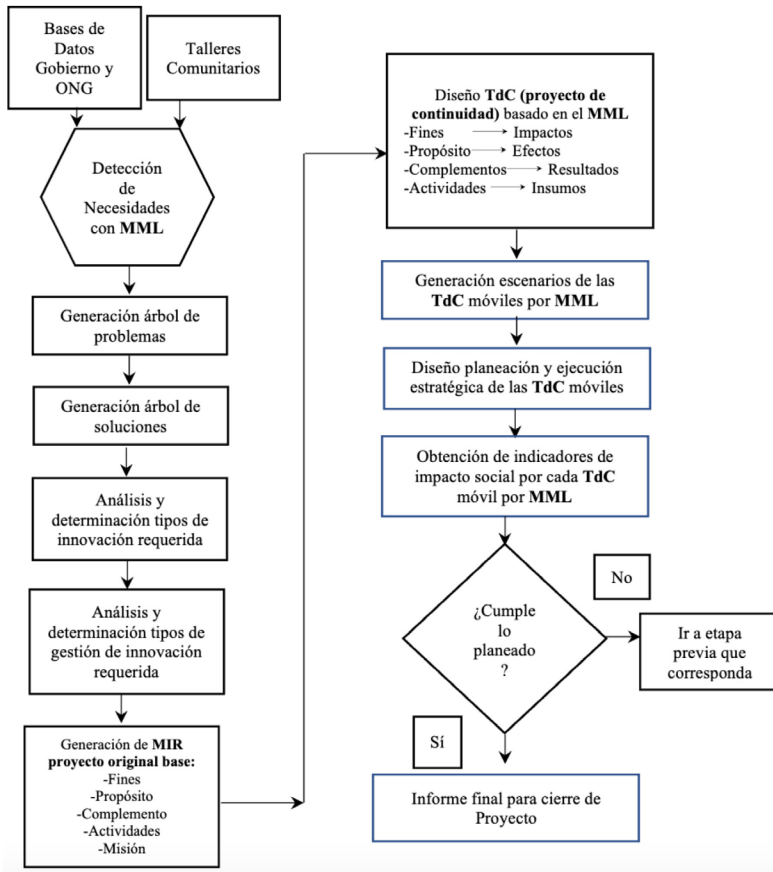 Bases de
Datos
Gobierno y
ONG
Talleres
Comunitarios
Detección
de
Necesidades
con MML
Generación árbol de
problemas
Generación árbol de
soluciones
Análisis y
determinación tipos de
innovación requerida
Análisis y
determinación tipos de
gestión de innovación
requerida
Generación de MIR
proyecto original base:
-Fines
-Propósito
-Complemento
-Actividades
-Misión
Diseño TdC (proyecto de
continuidad) basado en el MML
-Fines → Impactos
-Propósito → Efectos
-Complementos → Resultados
-Actividades → Insumos
Generación escenarios de las
TdC móviles por MML
Diseño planeación y ejecución
estratégica de las TdC móviles
Obtención de indicadores de
impacto social por cada TdC
móvil por MML
¿Cumple
lo
planeado
?
No
Ir a etapa
previa que
corresponda
Sí
Informe final para cierre de
Proyecto